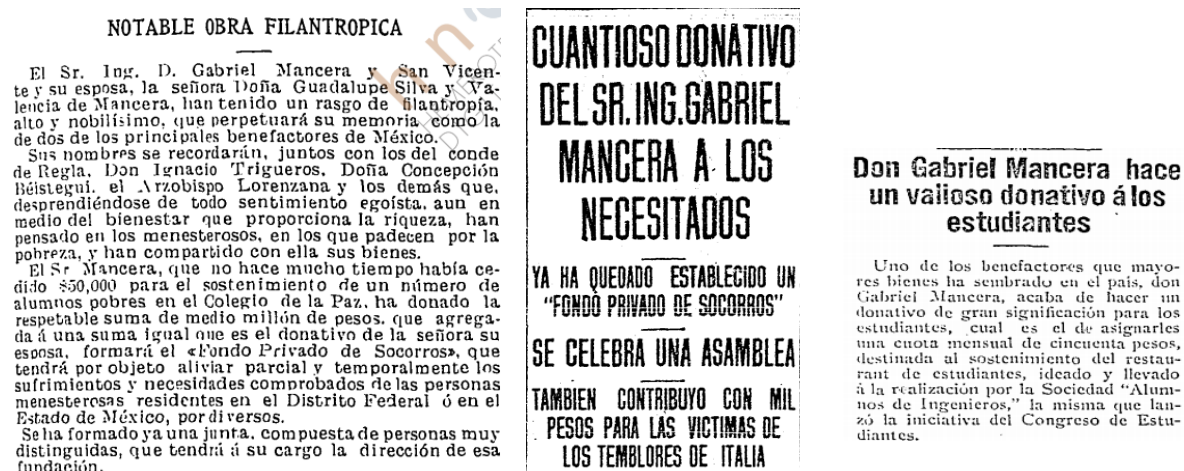 NOTABLE OBRA FILANTROPICA
El Sr. Ing. D. Gabriel Mancera y San Vicen-
te y su esposa, la señora Doña Guadalupe Silva y Va-
lencia de Mancera, han tenido un rasgo de filantropía,
alto y nobilísimo, que perpetuará su memoria como la
de dos de los principales benefactores de México.
Sus nombres se recordarán, juntos con los del conde
de Regla, Don Ignacio Trigueros, Doña Concepción
Béistegui, el Arzobispo Lorenzana y los demás que,
desprendiéndose de todo sentimiento egoísta, aun en
medio del bienestar que proporciona la riqueza, han
pensado en los menesterosos, en los que padecen por la
pobreza, y han compartido con ella sus bienes.
El Sr Mancera, que no hace mucho tiempo había ce-
dido $50,000 para el sostenimiento de un número de
alumnos pobres en el Colegio de la Paz, ha donado la
respetable suma de medio millón de pesos, que agrega-
da á una suma igual que es el donativo de la señora su
esposa, formará el «Fondo Privado de Socorros», que
tendrá por objeto aliviar parcial y temporalmente los
sufrimientos y necesidades comprobados de las personas
menesterosas residentes en el Distrito Federal ó en el
Estado de México, por diversos.
Se ha formado ya una junta, compuesta de personas muy
distinguidas, que tendrá á su cargo la dirección de esa
fundación.
CUANTIOSO DONATIVO
DEL SR. ING. GABRIEL
MANCERA A LOS
NECESITADOS
YA HA QUEDADO ESTABLECIDO UN
"FONDO PRIVADO DE SOCORROS"
SE CELEBRA UNA ASAMBLEA
TAMBIEN CONTRIBUYO CON MIL
PESOS PARA LAS VICTIMAS DE
LOS TEMBLORES DE ITALIA
Don Gabriel Mancera hace
un valioso donativo á los
estudiantes
Uno de los benefactores que mayo-
res bienes ha sembrado en el país, don
Gabriel Mancera, acaba de hacer un
donativo de gran significación para los
estudiantes, cual es el de asignarles
una cuota mensual de cincuenta pesos,
destinada al sostenimiento del restau-
rant de estudiantes, ideado y llevado
á la realización por la Sociedad "Alum-
nos de Ingenieros," la misma que lan-
zó la iniciativa del Congreso de Estu-
diantes.